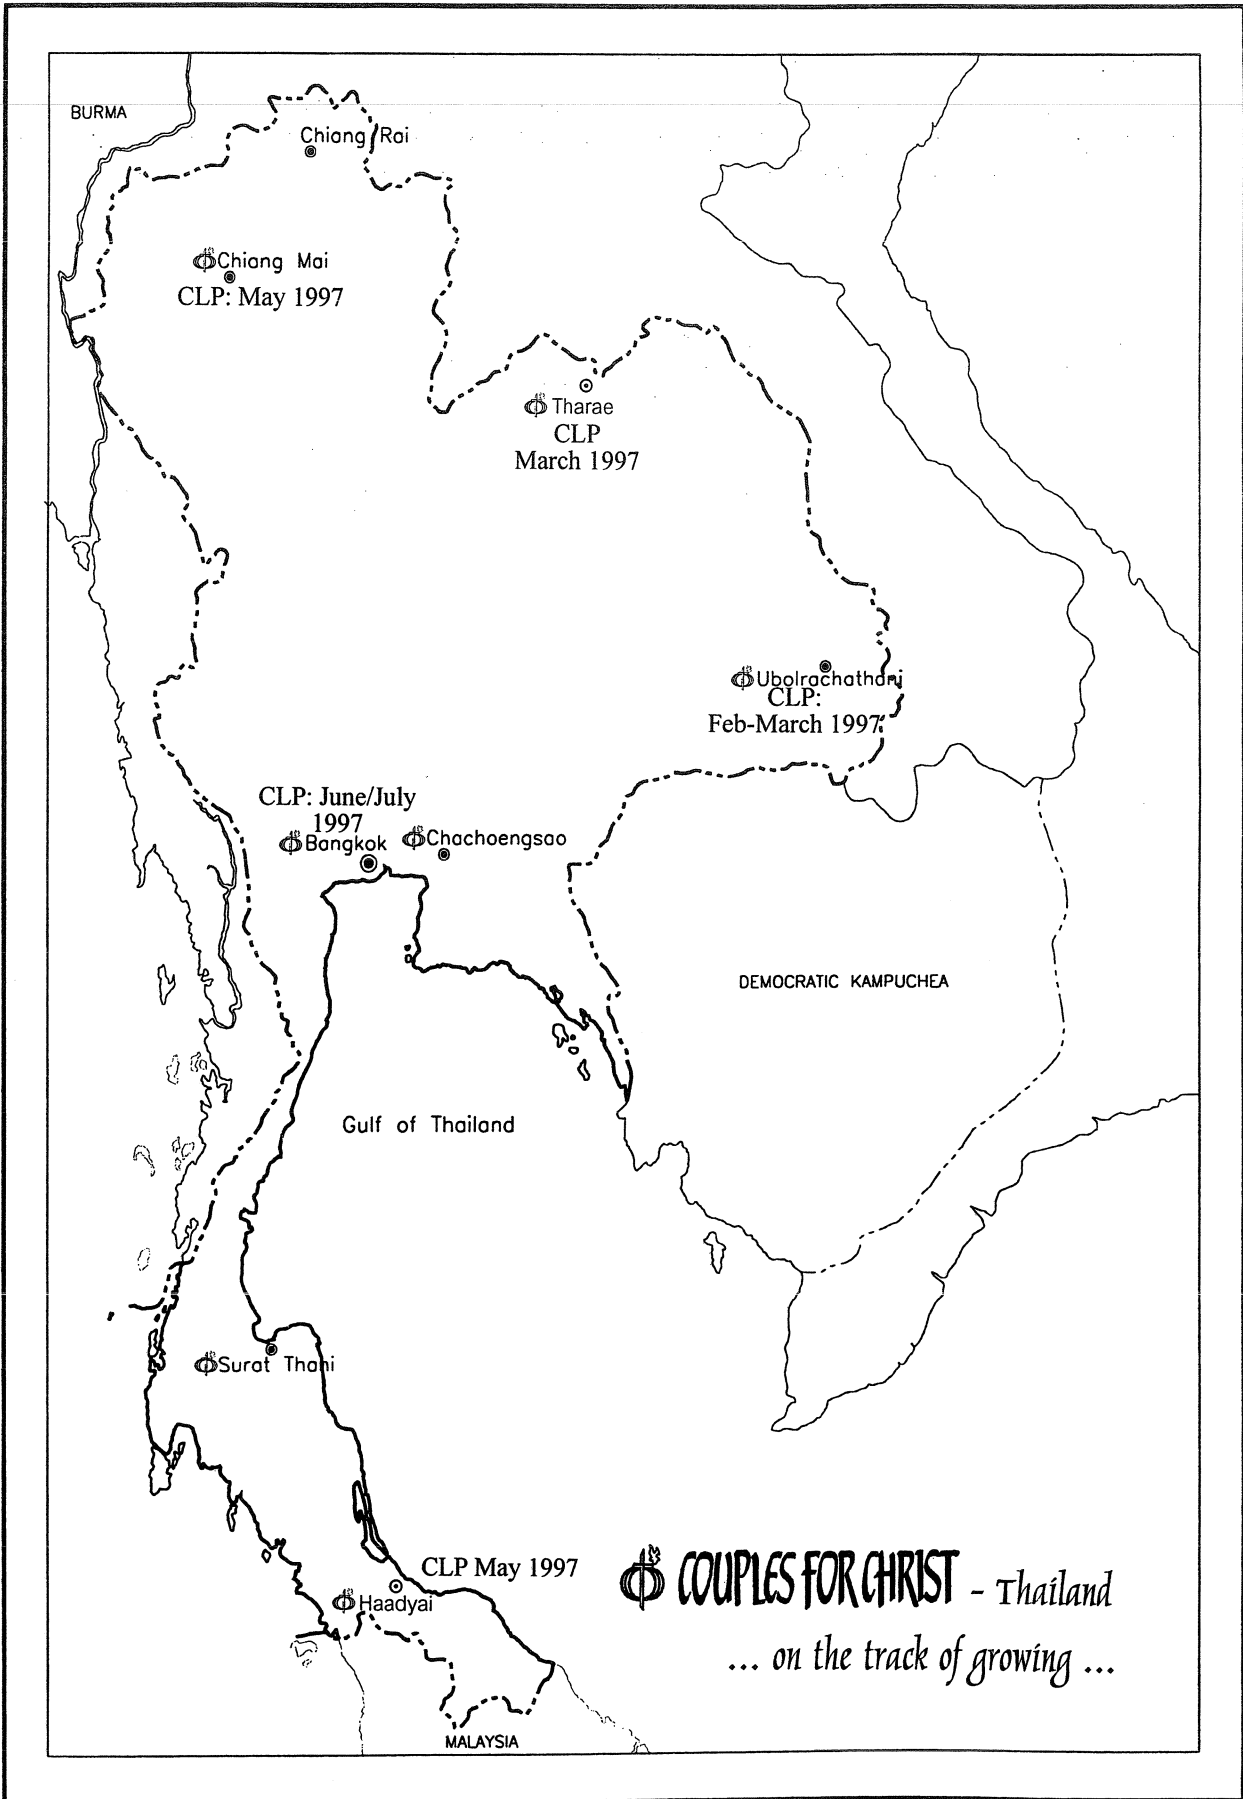 BURMA
Chiang Rai
Chiang Mai
CLP: May 1997
Tharae
CLP
March 1997
Ubolrachathani
CLP:
Feb-March 1997
CLP: June/July
1997
Bangkok
Chachoengsao
DEMOCRATIC KAMPUCHEA
Gulf of Thailand
Surat Thani
CLP May 1997
Haadyai
MALAYSIA
COUPLES FOR CHRIST - Thailand
... on the track of growing ...